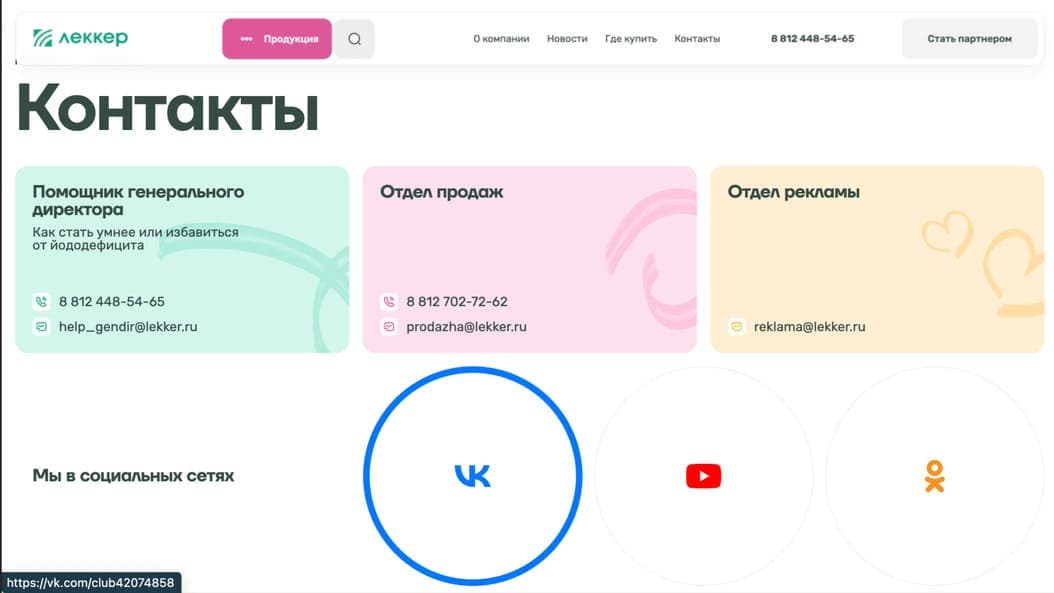 леккер
Продукция
О компании Новости Где купить Контакты
8 812 448-54-65
Стать партнером
Контакты
Помощник генерального
директора
Как стать умнее или избавиться
от йододефицита
8 812 448-54-65
help_gendir@lekker.ru
Отдел продаж
8 812 702-72-62
prodazha@lekker.ru
Отдел рекламы
reklama@lekker.ru
Мы в социальных сетях
VK
https://vk.com/club42074858